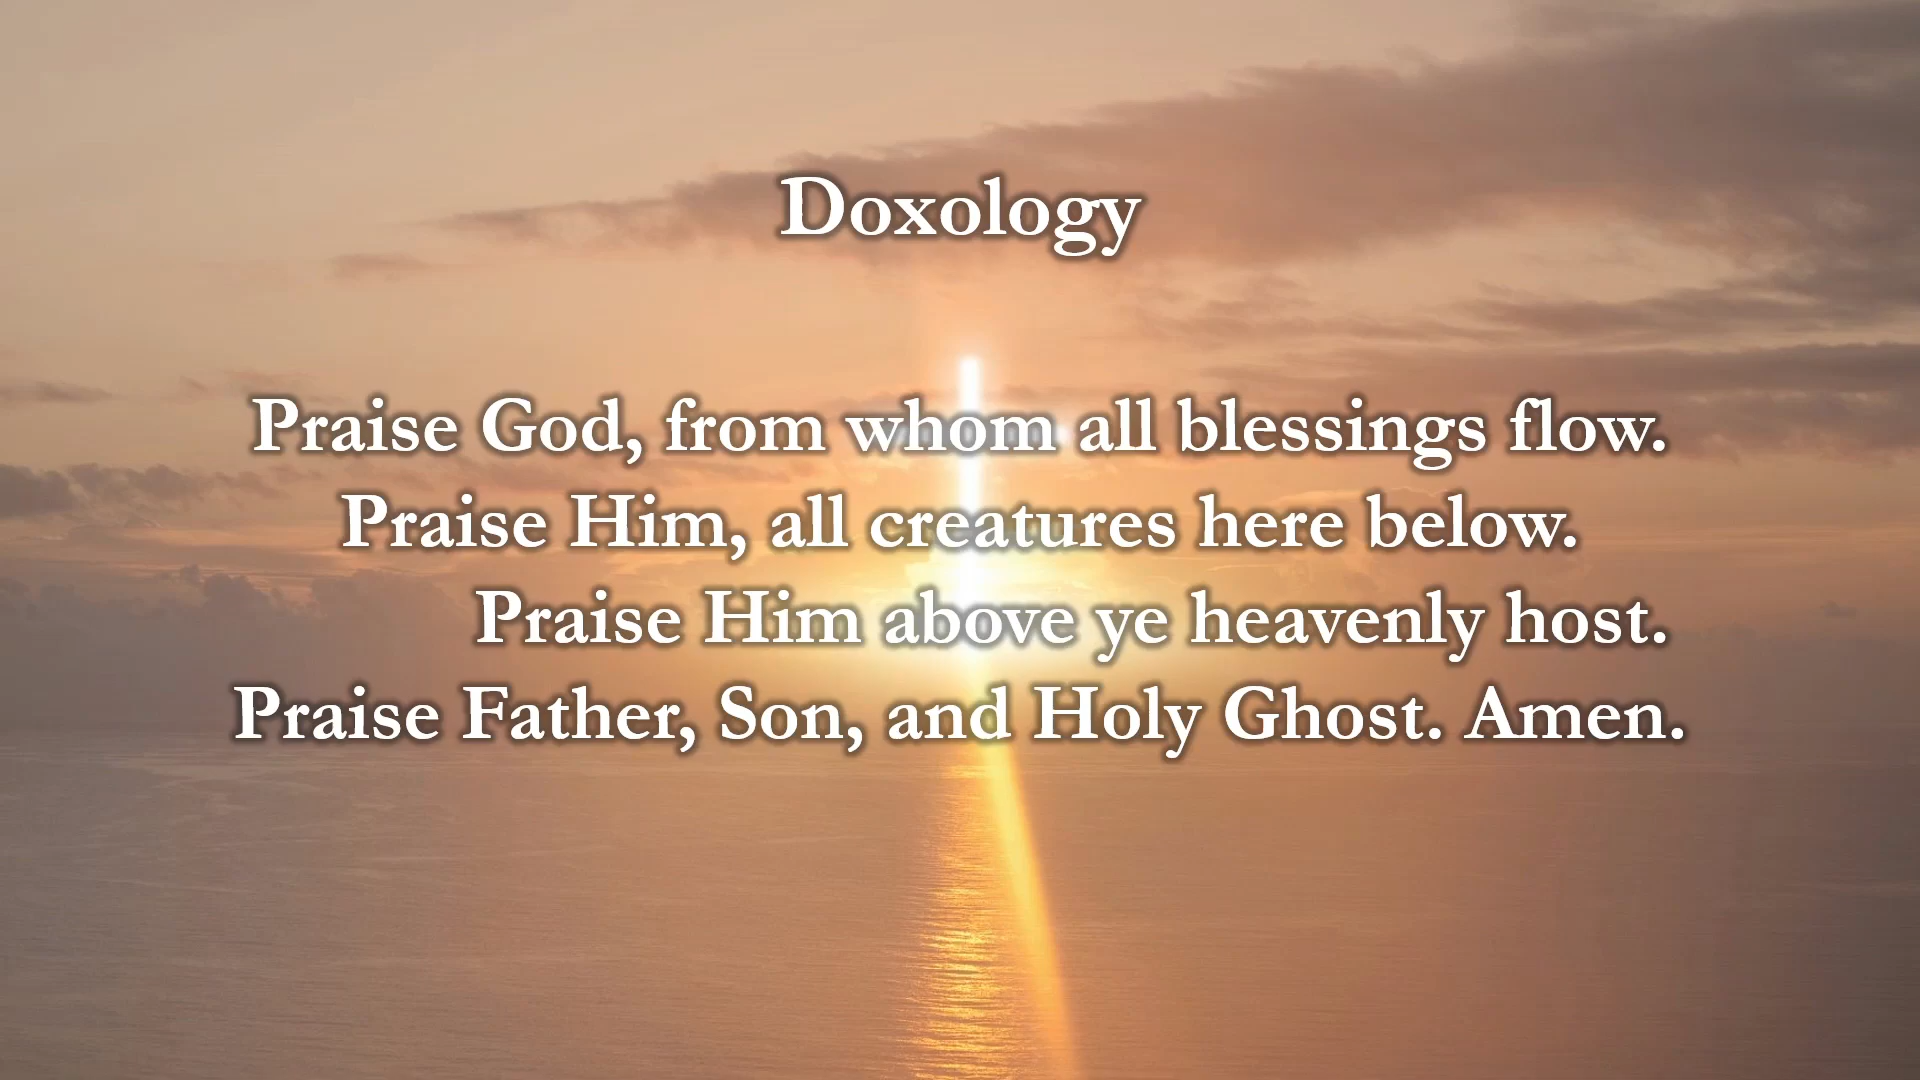 Doxology
Praise God, from whom all blessings flow.
Praise Him, all creatures here below.
Praise Him above ye heavenly host.
Praise Father, Son, and Holy Ghost. Amen.